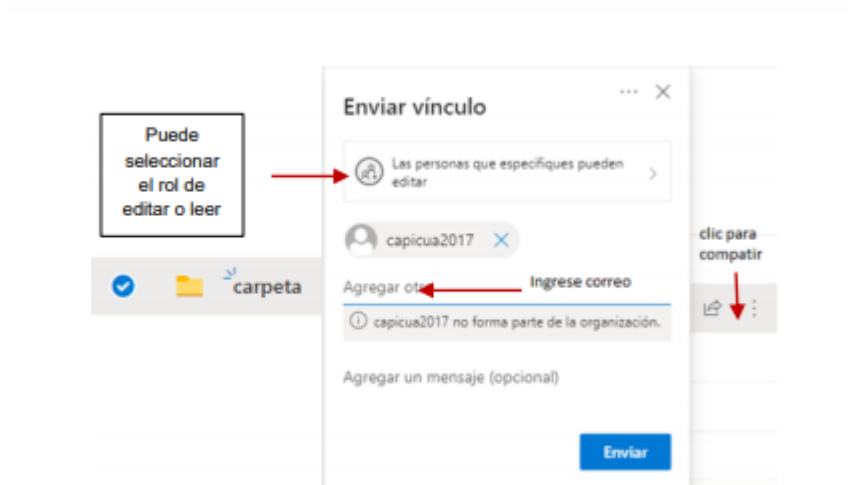 Puede
seleccionar
el rol de
editar o leer
Enviar vínculo
Las personas que especifiques pueden
editar
capicua2017
clic para
compatir
carpeta
Agregar otr
Ingrese correo
capicua2017 no forma parte de la organización.
Agregar un mensaje (opcional)
Enviar